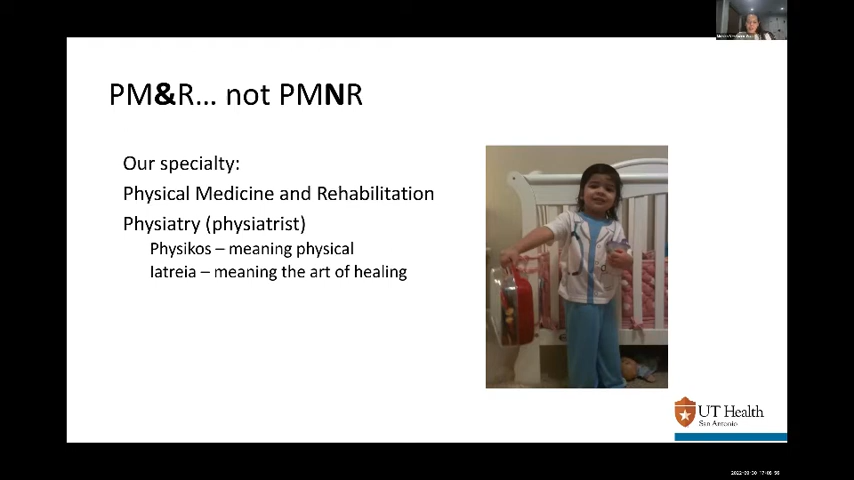 PM&R... not PMNR
Our specialty:
Physical Medicine and Rehabilitation
Physiatry (physiatrist)
Physikos – meaning physical
Iatreia – meaning the art of healing
UT Health
San Antonio